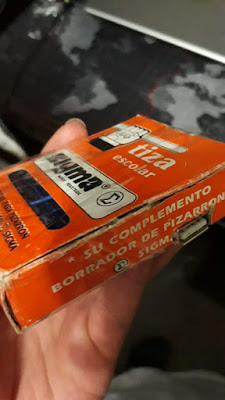 tiza
escolar
SIGMA
* SU COMPLEMENTO
BORRADOR DE PIZARRON
SIGMA